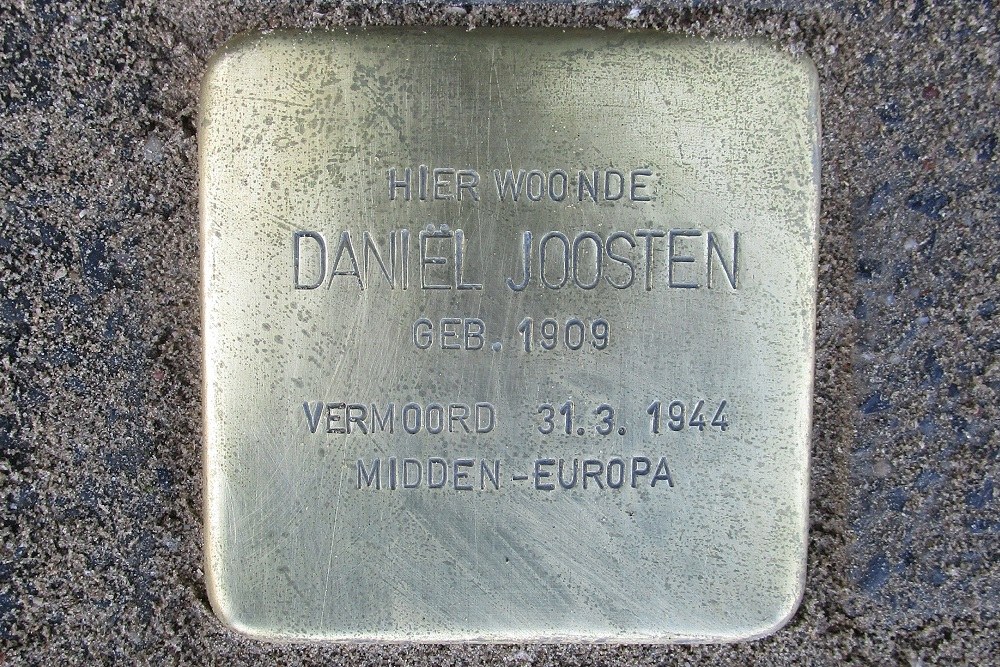 HIER WOONDE
DANIËL JOOSTEN
GEB. 1909
VERMOORD 31.3. 1944
MIDDEN-EUROPA